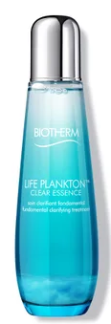 BIOTHERM
LIFE PLANKTON™
CLEAR ESSENCE
soin clarifiant fondamental
fundamental clarifying treatment